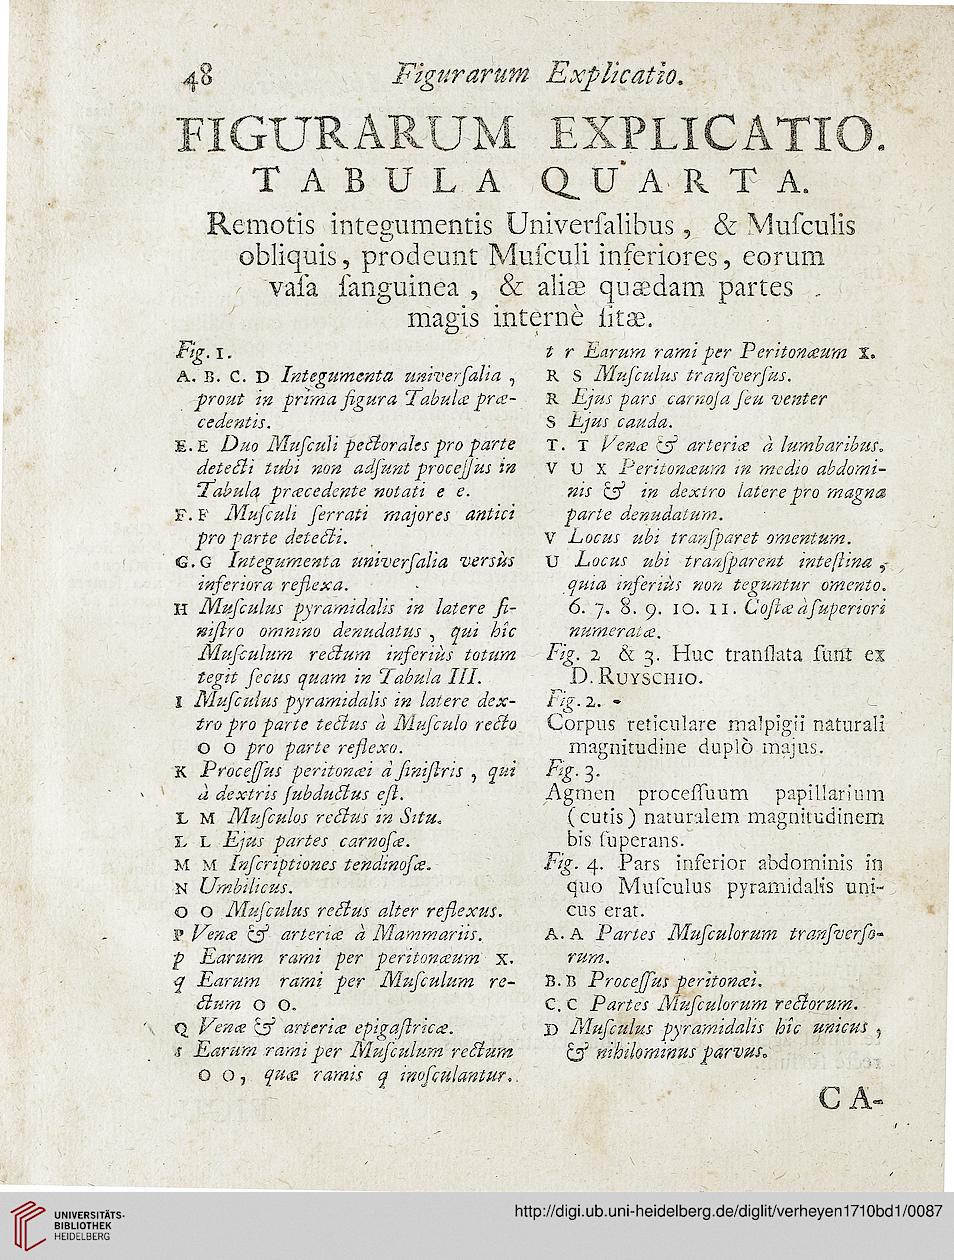 48 Figurarum Explicatio.
FIGURARUM EXPLICATIO.
TABULA QUARTA.
Remotis integumentis Univerſalibus, & Muſculis
obliquis, prodeunt Muſculi inferiores, eorum
vaſa ſanguinea, & aliæ quædam partes
magis internè ſitæ.
Fig. 1.
A. B. C. D Integumenta univerſalia,
prout in prima figura Tabulæ præ-
cedentis.
E. E Duo Muſculi pectorales pro parte
detecti tubi non adſunt proceſſus in
Tabula præcedente notati e e.
F. F Muſculi ſerrati majores antici
pro parte detecti.
G. G Integumenta univerſalia versùs
inferiora reflexa.
H Muſculus pyramidalis in latere ſi-
niſtro omnino denudatus, qui hîc
Muſculum rectum inferiùs totum
tegit ſecus quam in Tabula III.
I Muſculus pyramidalis in latere dex-
tro pro parte tectus à Muſculo recto
O O pro parte reflexo.
K Proceſſus peritonæi à ſiniſtris, qui
à dextris ſubductus eſt.
L M Muſculos rectus in Situ.
L L Ejus partes carnoſæ.
M M Inſcriptiones tendinoſæ.
N Umbilicus.
O O Muſculus rectus alter reflexus.
P Venæ & arteriæ à Mammariis.
p Earum rami per peritonæum X.
q Earum rami per Muſculum re-
ctum O O.
Q Venæ & arteriæ epigaſtricæ.
s Earum rami per Muſculum rectum
O O, quæ ramis q inoſculantur.
t r Earum rami per Peritonæum X.
R S Muſculus tranſverſus.
R Ejus pars carnoſa ſeu venter
S Ejus cauda.
T. T Venæ & arteriæ à lumbaribus.
V U X Peritonæum in medio abdomi-
nis & in dextro latere pro magna
parte denudatum.
V Locus ubi tranſparet omentum.
U Locus ubi tranſparent inteſtina,
quia inferiùs non teguntur omento.
6. 7. 8. 9. 10. 11. Coſtæ à ſuperiori
numeratæ.
Fig. 2 & 3. Huc tranſlata ſunt ex
D. RUYSCHIO.
Fig. 2.
Corpus reticulare malpigii naturali
magnitudine duplò majus.
Fig. 3.
Agmen proceſſuum papillarium
(cutis) naturalem magnitudinem
bis ſuperans.
Fig. 4. Pars inferior abdominis in
quo Muſculus pyramidalis uni-
cus erat.
A. A Partes Muſculorum tranſverſo-
rum.
B. B Proceſſus peritonæi.
C. C Partes Muſculorum rectorum.
D Muſculus pyramidalis hîc unicus,
& nihilominus parvus.
CA-
UNIVERSITÄTS-
BIBLIOTHEK
HEIDELBERG
http://digi.ub.uni-heidelberg.de/diglit/verheyen1710bd1/0087